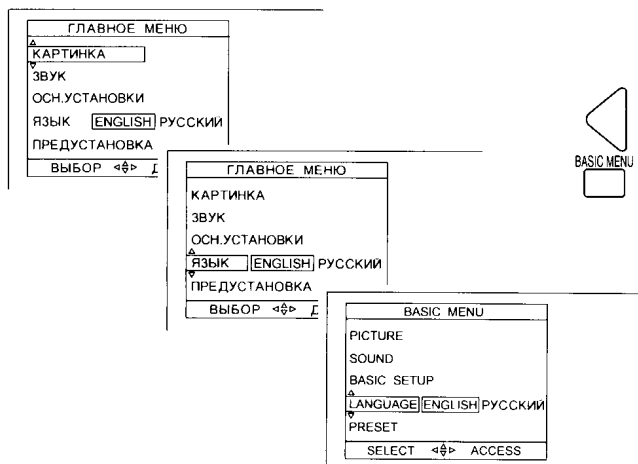 ГЛАВНОЕ МЕНЮ
КАРТИНКА
ЗВУК
ОСН.УСТАНОВКИ
ЯЗЫК ENGLISH РУССКИЙ
ПРЕДУСТАНОВКА
ВЫБОР
BASIC MENU
ГЛАВНОЕ МЕНЮ
КАРТИНКА
ЗВУК
ОСН.УСТАНОВКИ
ЯЗЫК ENGLISH РУССКИЙ
ПРЕДУСТАНОВКА
ВЫБОР
BASIC MENU
PICTURE
SOUND
BASIC SETUP
LANGUAGE ENGLISH РУССКИЙ
PRESET
SELECT ACCESS